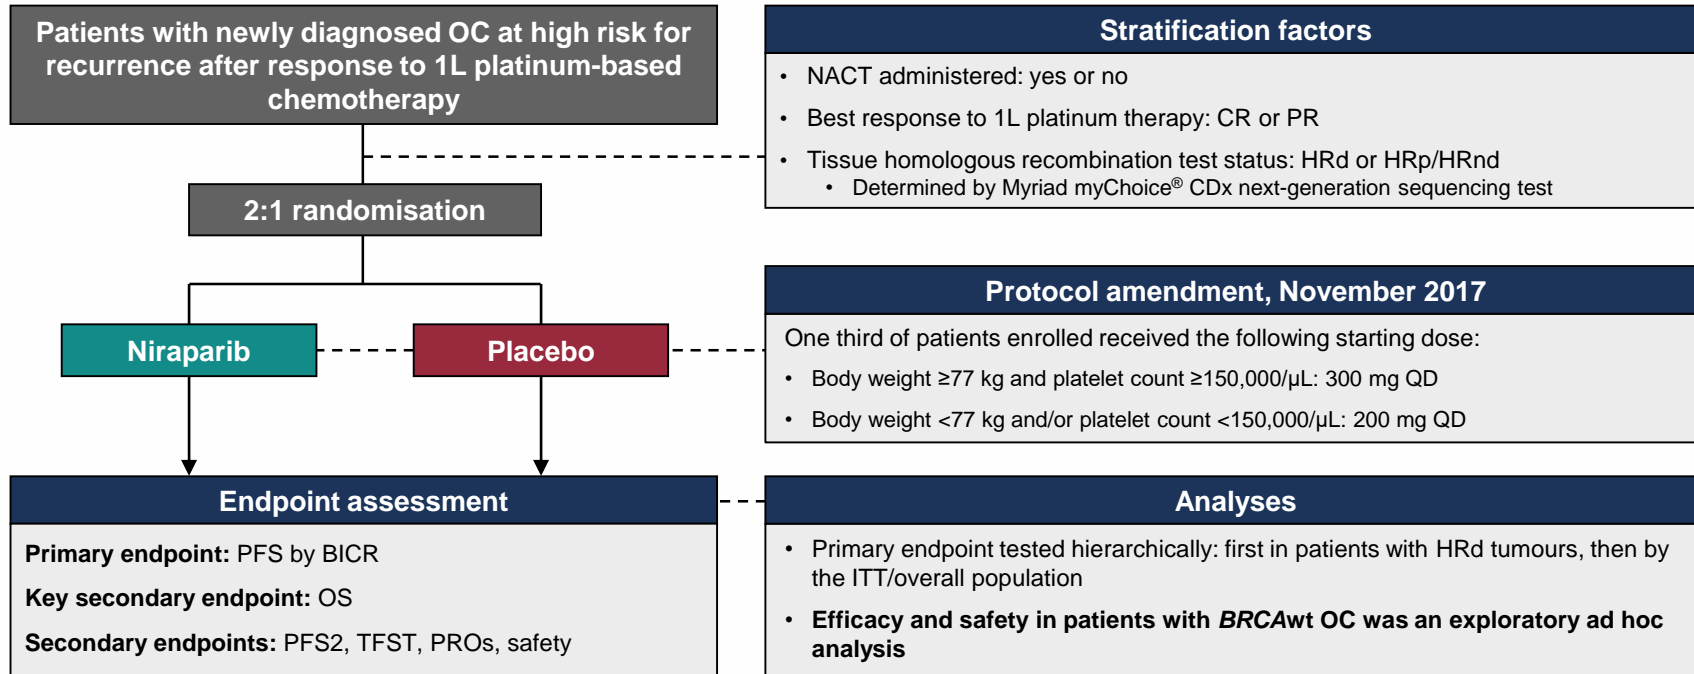 Patients with newly diagnosed OC at high risk for
recurrence after response to 1L platinum-based
chemotherapy
2:1 randomisation
Niraparib
Placebo
Endpoint assessment
Primary endpoint: PFS by BICR
Key secondary endpoint: OS
Secondary endpoints: PFS2, TFST, PROs, safety
Stratification factors
• NACT administered: yes or no
• Best response to 1L platinum therapy: CR or PR
• Tissue homologous recombination test status: HRd or HRp/HRnd
• Determined by Myriad myChoice® CDx next-generation sequencing test
Protocol amendment, November 2017
One third of patients enrolled received the following starting dose:
• Body weight ≥77 kg and platelet count ≥150,000/µL: 300 mg QD
• Body weight <77 kg and/or platelet count <150,000/µL: 200 mg QD
Analyses
• Primary endpoint tested hierarchically: first in patients with HRd tumours, then by
the ITT/overall population
• Efficacy and safety in patients with BRCAwt OC was an exploratory ad hoc
analysis